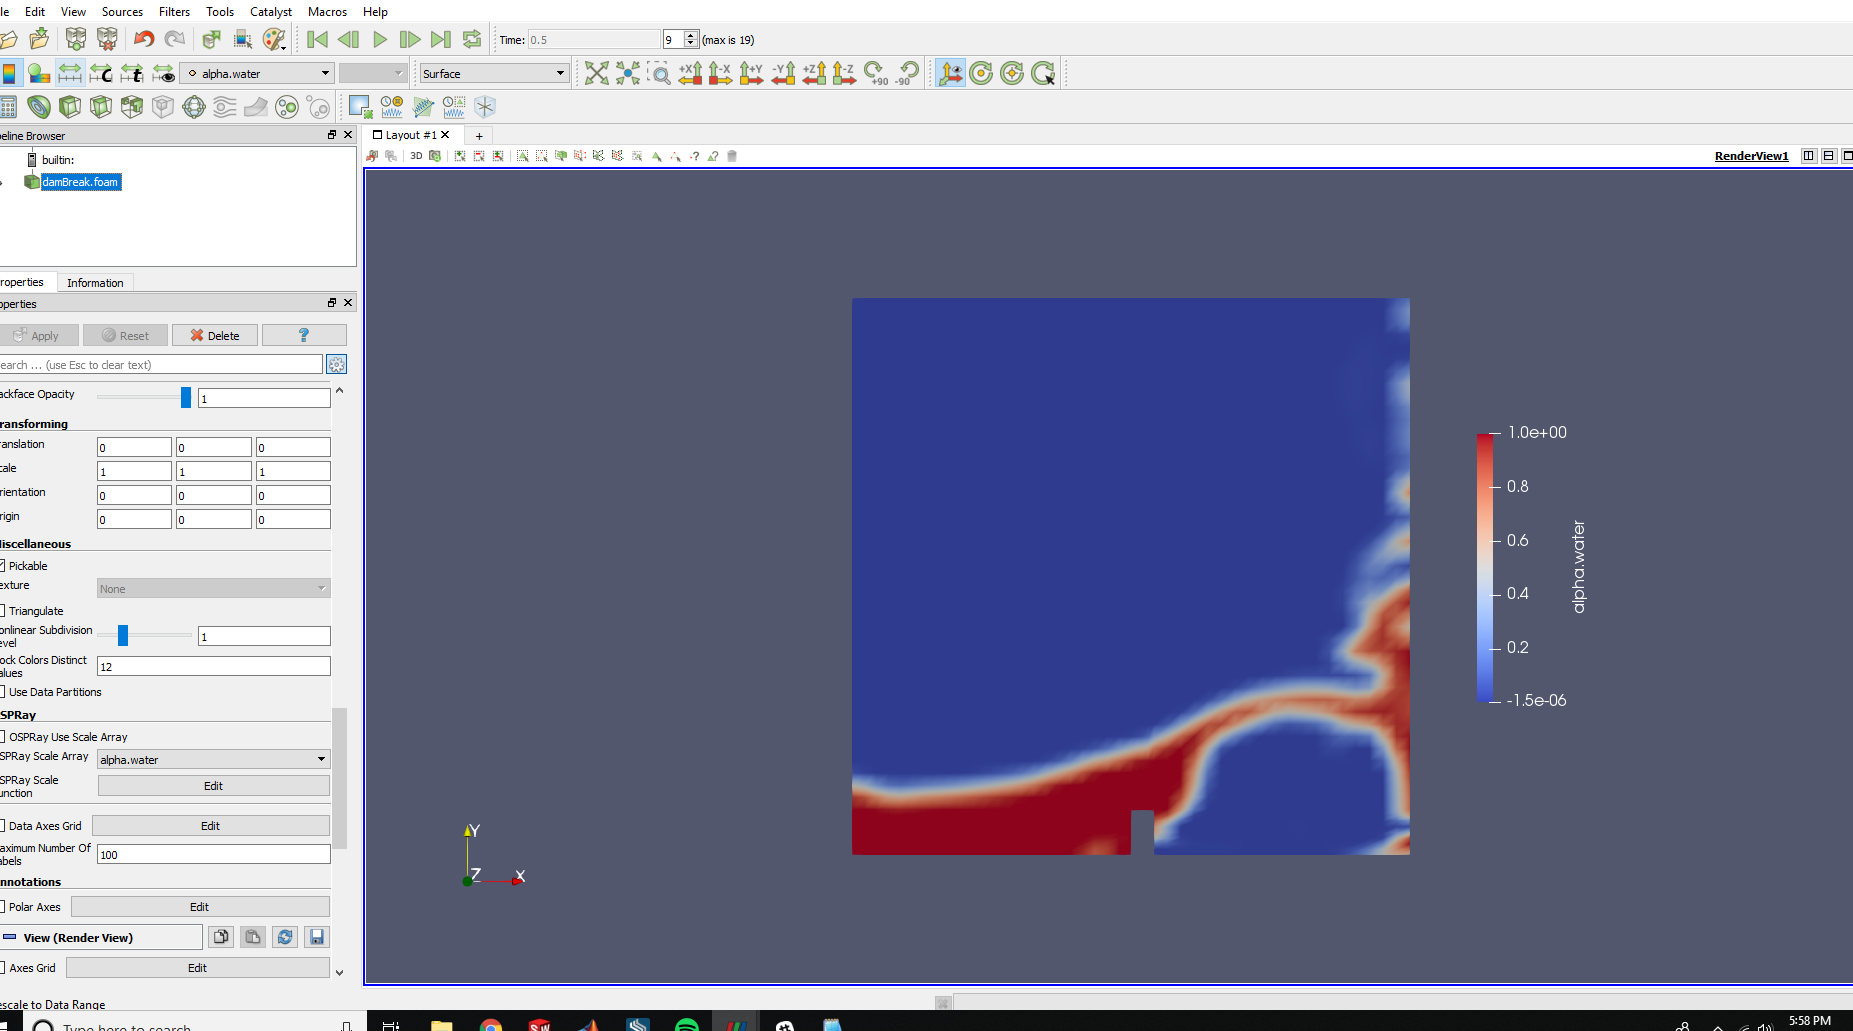 le Edit View Sources Filters Tools Catalyst Macros Help
Time: 0.5 9 (max is 19)
alpha.water Surface +X -X +Y -Y +Z -Z +90 -90
eline Browser
Layout #1 +
builtin:
3D RenderView1
damBreak.foam
roperties Information
operties
Apply Reset Delete ?
earch ... (use Esc to clear text)
ackface Opacity 1
ransforming
ranslation 0 0 0
cale 1 1 1
rientation 0 0 0
rigin 0 0 0
iscellaneous
Pickable
exture None
Triangulate
onlinear Subdivision
evel 1
ock Colors Distinct
alues 12
Use Data Partitions
SPRay
OSPRay Use Scale Array
SPRay Scale Array alpha.water
SPRay Scale
unction Edit
Data Axes Grid Edit
aximum Number Of
abels 100
nnotations
Polar Axes Edit
View (Render View)
Axes Grid Edit
escale to Data Range
1.0e+00
0.8
0.6
0.4
0.2
-1.5e-06
alpha.water
Y
Z X
Type here to search
5:58 PM